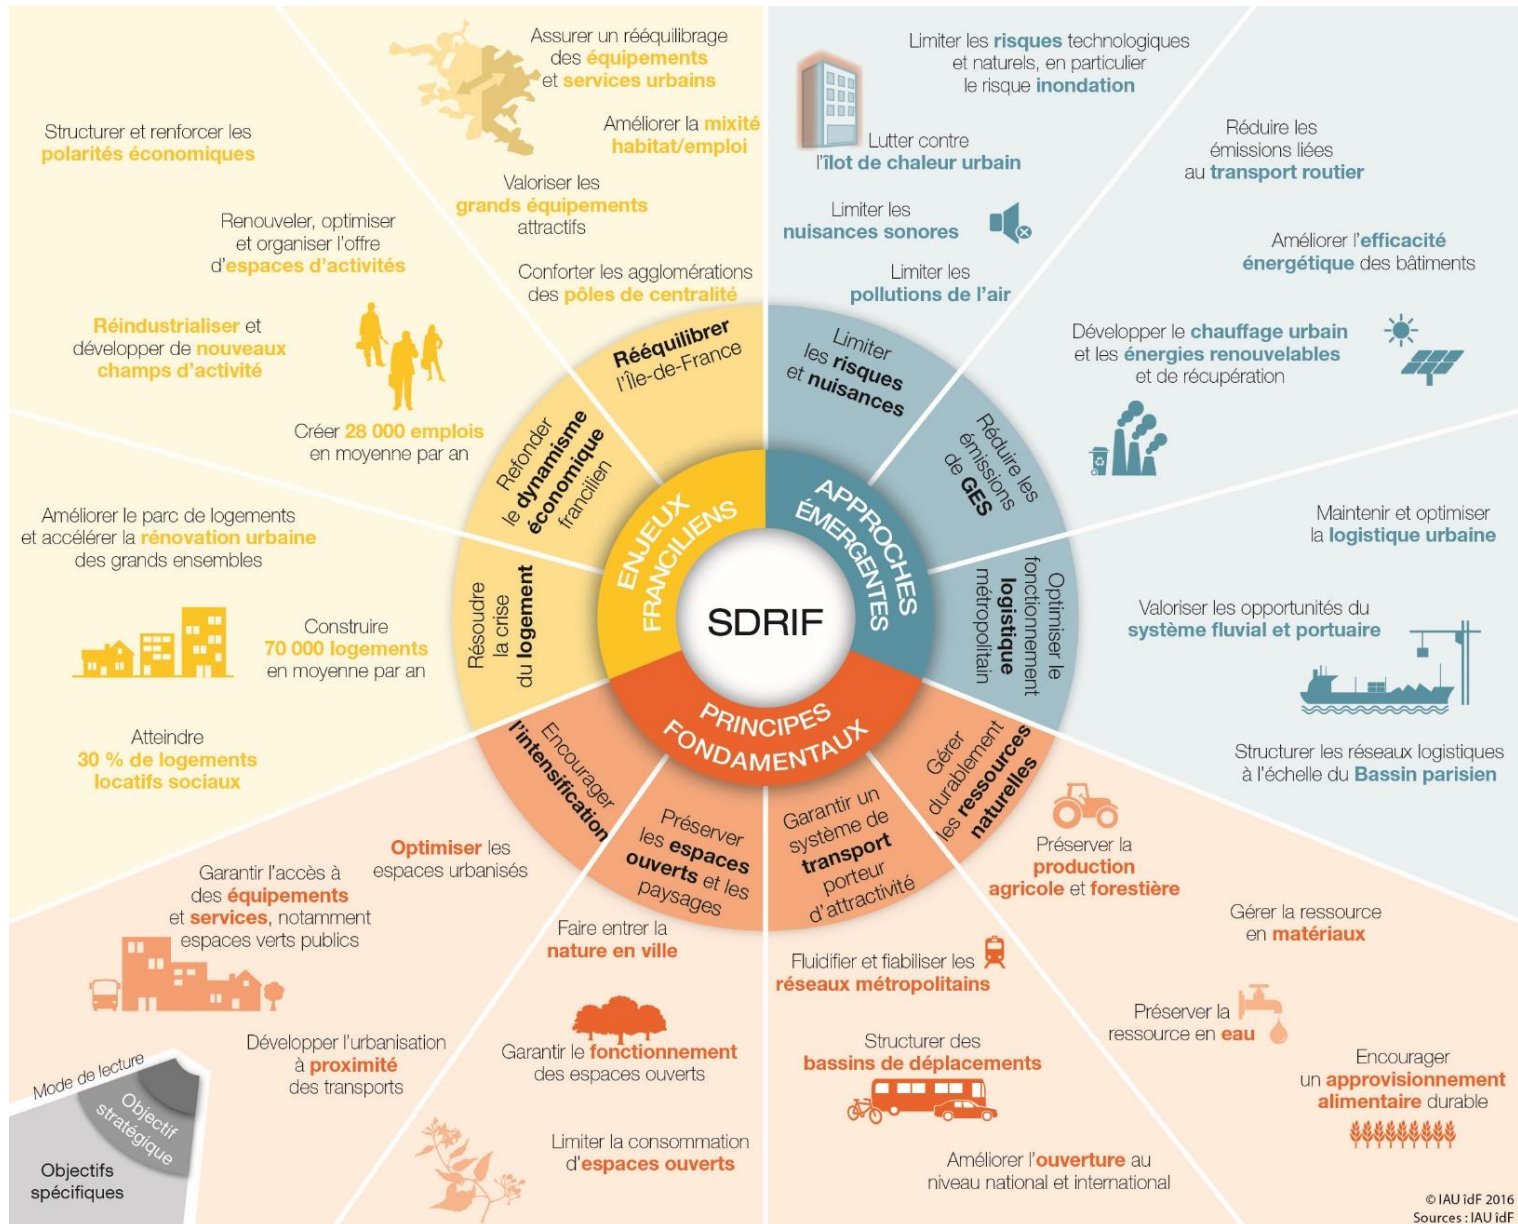 SDRIF
ENJEUX
FRANCILIENS
Rééquilibrer
l'Île-de-France
Assurer un rééquilibrage
des équipements
et services urbains
Améliorer la mixité
habitat/emploi
Valoriser les
grands équipements
attractifs
Conforter les agglomérations
des pôles de centralité
Refonder
le dynamisme
économique
francilien
Structurer et renforcer les
polarités économiques
Renouveler, optimiser
et organiser l'offre
d'espaces d'activités
Réindustrialiser et
développer de nouveaux
champs d'activité
Créer 28 000 emplois
en moyenne par an
Résoudre
la crise
du logement
Améliorer le parc de logements
et accélérer la rénovation urbaine
des grands ensembles
Construire
70 000 logements
en moyenne par an
Atteindre
30 % de logements
locatifs sociaux
APPROCHES
ÉMERGENTES
Limiter
les risques
et nuisances
Limiter les risques technologiques
et naturels, en particulier
le risque inondation
Lutter contre
l'îlot de chaleur urbain
Limiter les
nuisances sonores
Limiter les
pollutions de l'air
Réduire les
émissions
de GES
Réduire les
émissions liées
au transport routier
Améliorer l'efficacité
énergétique des bâtiments
Développer le chauffage urbain
et les énergies renouvelables
et de récupération
Optimiser le
fonctionnement
logistique
métropolitain
Maintenir et optimiser
la logistique urbaine
Valoriser les opportunités du
système fluvial et portuaire
Structurer les réseaux logistiques
à l'échelle du Bassin parisien
PRINCIPES
FONDAMENTAUX
Encourager
l'intensification
Optimiser les
espaces urbanisés
Garantir l'accès à
des équipements
et services, notamment
espaces verts publics
Développer l'urbanisation
à proximité
des transports
Préserver
les espaces
ouverts et les
paysages
Faire entrer la
nature en ville
Garantir le fonctionnement
des espaces ouverts
Limiter la consommation
d'espaces ouverts
Garantir un
système de
transport
porteur
d'attractivité
Fluidifier et fiabiliser les
réseaux métropolitains
Structurer des
bassins de déplacements
Améliorer l'ouverture au
niveau national et international
Gérer
durablement
les ressources
naturelles
Préserver la
production
agricole et forestière
Gérer la ressource
en matériaux
Préserver la
ressource en eau
Encourager
un approvisionnement
alimentaire durable
Mode de lecture
Objectif
stratégique
Objectifs
spécifiques
© IAU îdF 2016
Sources : IAU îdF